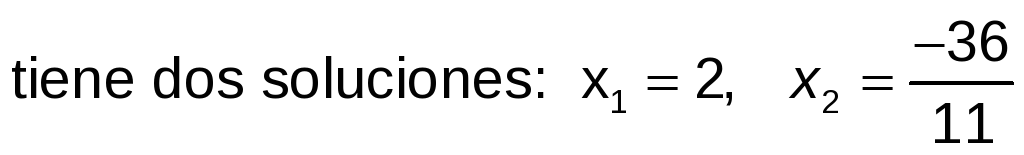 tiene dos soluciones: x₁ = 2, x₂ = −36/11